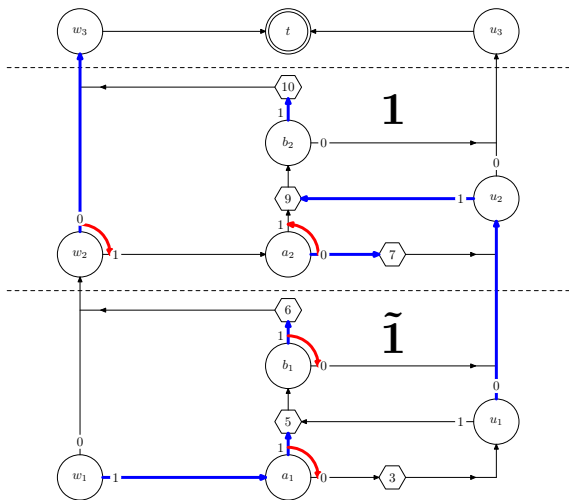 w₃ t u₃
10
1 𝟏
b₂ 0
0
9 1 u₂
0 1
w₂ 1 a₂ 0 7
6
1 𝟏̃
b₁ 0
0
5 1 u₁
0 1
w₁ 1 a₁ 0 3